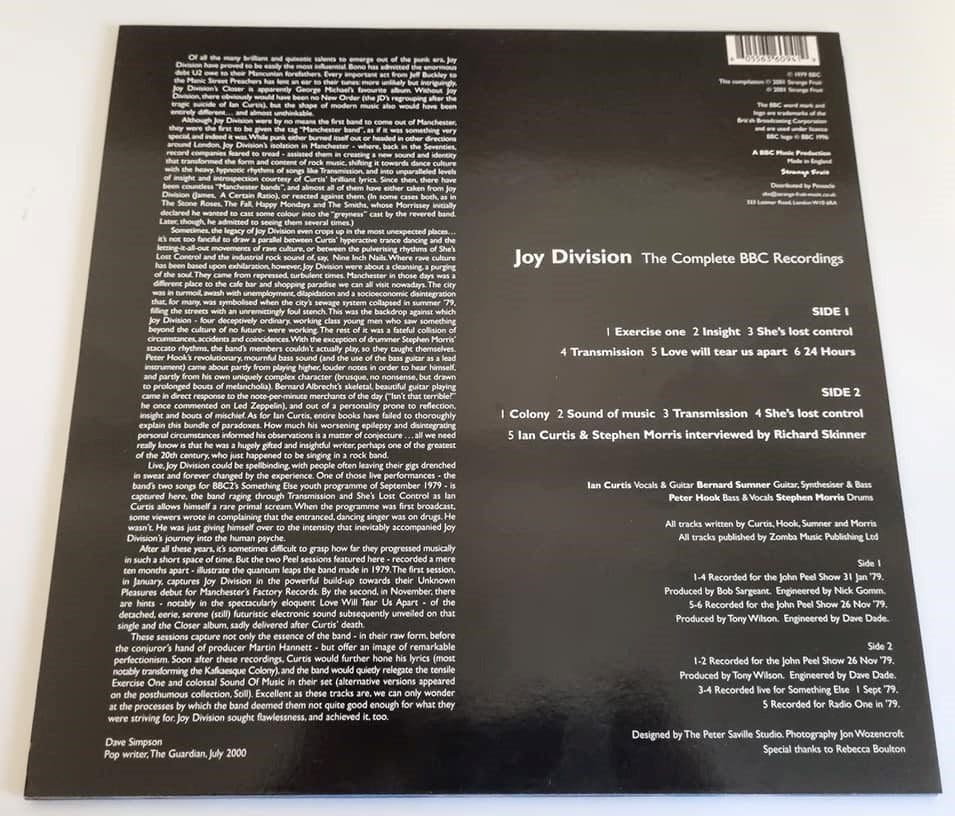 Of all the many brilliant and quixotic talents to emerge out of the punk era, Joy
Division have proved to be easily the most influential. Bono has admitted the enormous
debt U2 owe to their Mancunian forefathers. Every important act from Jeff Buckley to
the Manic Street Preachers has lent an ear to their tunes: more unlikely but intriguingly,
Joy Division's Closer is apparently George Michael's favourite album. Without Joy
Division, there obviously would have been no New Order (the JD's regrouping after the
tragic suicide of Ian Curtis), but the shape of modern music also would have been
entirely different... and almost unthinkable.
Although Joy Division were by no means the first band to come out of Manchester,
they were the first to be given the tag "Manchester band", as if it was something very
special, and indeed it was. While punk either burned itself out or headed in other directions
around London, Joy Division's isolation in Manchester - where, back in the Seventies,
record companies feared to tread - assisted them in creating a new sound and identity
that transformed the form and content of rock music, shifting it towards dance culture
with the heavy, hypnotic rhythms of songs like Transmission, and into unparalleled levels
of insight and introspection courtesy of Curtis' brilliant lyrics. Since then, there have
been countless "Manchester bands", and almost all of them have either taken from Joy
Division (James, A Certain Ratio), or reacted against them. (In some cases, both as in
The Stone Roses, The Fall, Happy Mondays and The Smiths, whose Morrissey initially
declared he wanted to cast some colour into the "greyness" cast by the revered band.
Later, though, he admitted to seeing them several times.)
Sometimes, the legacy of Joy Division even crops up in the most unexpected places...
it's not too fanciful to draw a parallel between Curtis' hyperactive trance dancing and the
letting-it-all-out movements of rave culture, or between the pulverising rhythms of She's
Lost Control and the industrial rock sound of, say, Nine Inch Nails. Where rave culture
has been based upon exhilaration, however, Joy Division were about a cleansing, a purging
of the soul. They came from repressed, turbulent times. Manchester in those days was a
different place to the cafe bar and shopping paradise we can all visit nowadays. The city
was in turmoil, awash with unemployment, dilapidation and a socioeconomic disintegration
that, for many, was symbolised when the city's sewage system collapsed in summer '79,
filling the streets with an unremittingly foul stench. This was the backdrop against which
Joy Division - four deceptively ordinary, working class young men who saw something
beyond the culture of no future- were working. The rest of it was a fateful collision of
circumstances, accidents and coincidences. With the exception of drummer Stephen Morris'
staccato rhythms, the band's members couldn't actually play, so they taught themselves.
Peter Hook's revolutionary, mournful bass sound (and the use of the bass guitar as a lead
instrument) came about partly from playing higher, louder notes in order to hear himself,
and partly from his own uniquely complex character (brusque, no nonsense, but drawn
to prolonged bouts of melancholia). Bernard Albrecht's skeletal, beautiful guitar playing
came in direct response to the note-per-minute merchants of the day ("Isn't that terrible?"
he once commented on Led Zeppelin), and out of a personality prone to reflection,
insight and bouts of mischief. As for Ian Curtis, entire books have failed to thoroughly
explain this bundle of paradoxes. How much his worsening epilepsy and disintegrating
personal circumstances informed his observations is a matter of conjecture ...all we need
really know is that he was a hugely gifted and insightful writer, perhaps one of the greatest
of the 20th century, who just happened to be singing in a rock band.
Live, Joy Division could be spellbinding, with people often leaving their gigs drenched
in sweat and forever changed by the experience. One of those live performances - the
band's two songs for BBC2's Something Else youth programme of September 1979 - is
captured here, the band raging through Transmission and She's Lost Control as Ian
Curtis allows himself a rare primal scream. When the programme was first broadcast,
some viewers wrote in complaining that the entranced, dancing singer was on drugs. He
wasn't. He was just giving himself over to the intensity that inevitably accompanied Joy
Division's journey into the human psyche.
After all these years, it's sometimes difficult to grasp how far they progressed musically
in such a short space of time. But the two Peel sessions featured here - recorded a mere
ten months apart - illustrate the quantum leaps the band made in 1979. The first session,
in January, captures Joy Division in the powerful build-up towards their Unknown
Pleasures debut for Manchester's Factory Records. By the second, in November, there
are hints - notably in the spectacularly eloquent Love Will Tear Us Apart - of the
detached, eerie, serene (still) futuristic electronic sound subsequently unveiled on that
single and the Closer album, sadly delivered after Curtis' death.
These sessions capture not only the essence of the band - in their raw form, before
the conjuror's hand of producer Martin Hannett - but offer an image of remarkable
perfectionism. Soon after these recordings, Curtis would further hone his lyrics (most
notably transforming the Kafkaesque Colony), and the band would quietly relegate the tensile
Exercise One and colossal Sound Of Music in their set (alternative versions appeared
on the posthumous collection, Still). Excellent as these tracks are, we can only wonder
at the processes by which the band deemed them not quite good enough for what they
were striving for. Joy Division sought flawlessness, and achieved it, too.
Dave Simpson
Pop writer, The Guardian, July 2000
05563 60941
℗ 1979 BBC
The compilation ℗ 2001 Strange Fruit
© 2001 Strange Fruit
The BBC word mark and
logo are trademarks of the
British Broadcasting Corporation
and are used under licence
BBC logo © BBC 1996
A BBC Music Production
Made in England
Strange Fruit
Distributed by Pinnacle
333 Latimer Road, London W10 6RA
Joy Division The Complete BBC Recordings
SIDE 1
1 Exercise one 2 Insight 3 She's lost control
4 Transmission 5 Love will tear us apart 6 24 Hours
SIDE 2
1 Colony 2 Sound of music 3 Transmission 4 She's lost control
5 Ian Curtis & Stephen Morris interviewed by Richard Skinner
Ian Curtis Vocals & Guitar Bernard Sumner Guitar, Synthesiser & Bass
Peter Hook Bass & Vocals Stephen Morris Drums
All tracks written by Curtis, Hook, Sumner and Morris
All tracks published by Zomba Music Publishing Ltd
Side 1
1-4 Recorded for the John Peel Show 31 Jan '79.
Produced by Bob Sargeant. Engineered by Nick Gomm.
5-6 Recorded for the John Peel Show 26 Nov '79.
Produced by Tony Wilson. Engineered by Dave Dade.
Side 2
1-2 Recorded for the John Peel Show 26 Nov '79.
Produced by Tony Wilson. Engineered by Dave Dade.
3-4 Recorded live for Something Else 1 Sept '79.
5 Recorded for Radio One in '79.
Designed by The Peter Saville Studio. Photography Jon Wozencroft
Special thanks to Rebecca Boulton